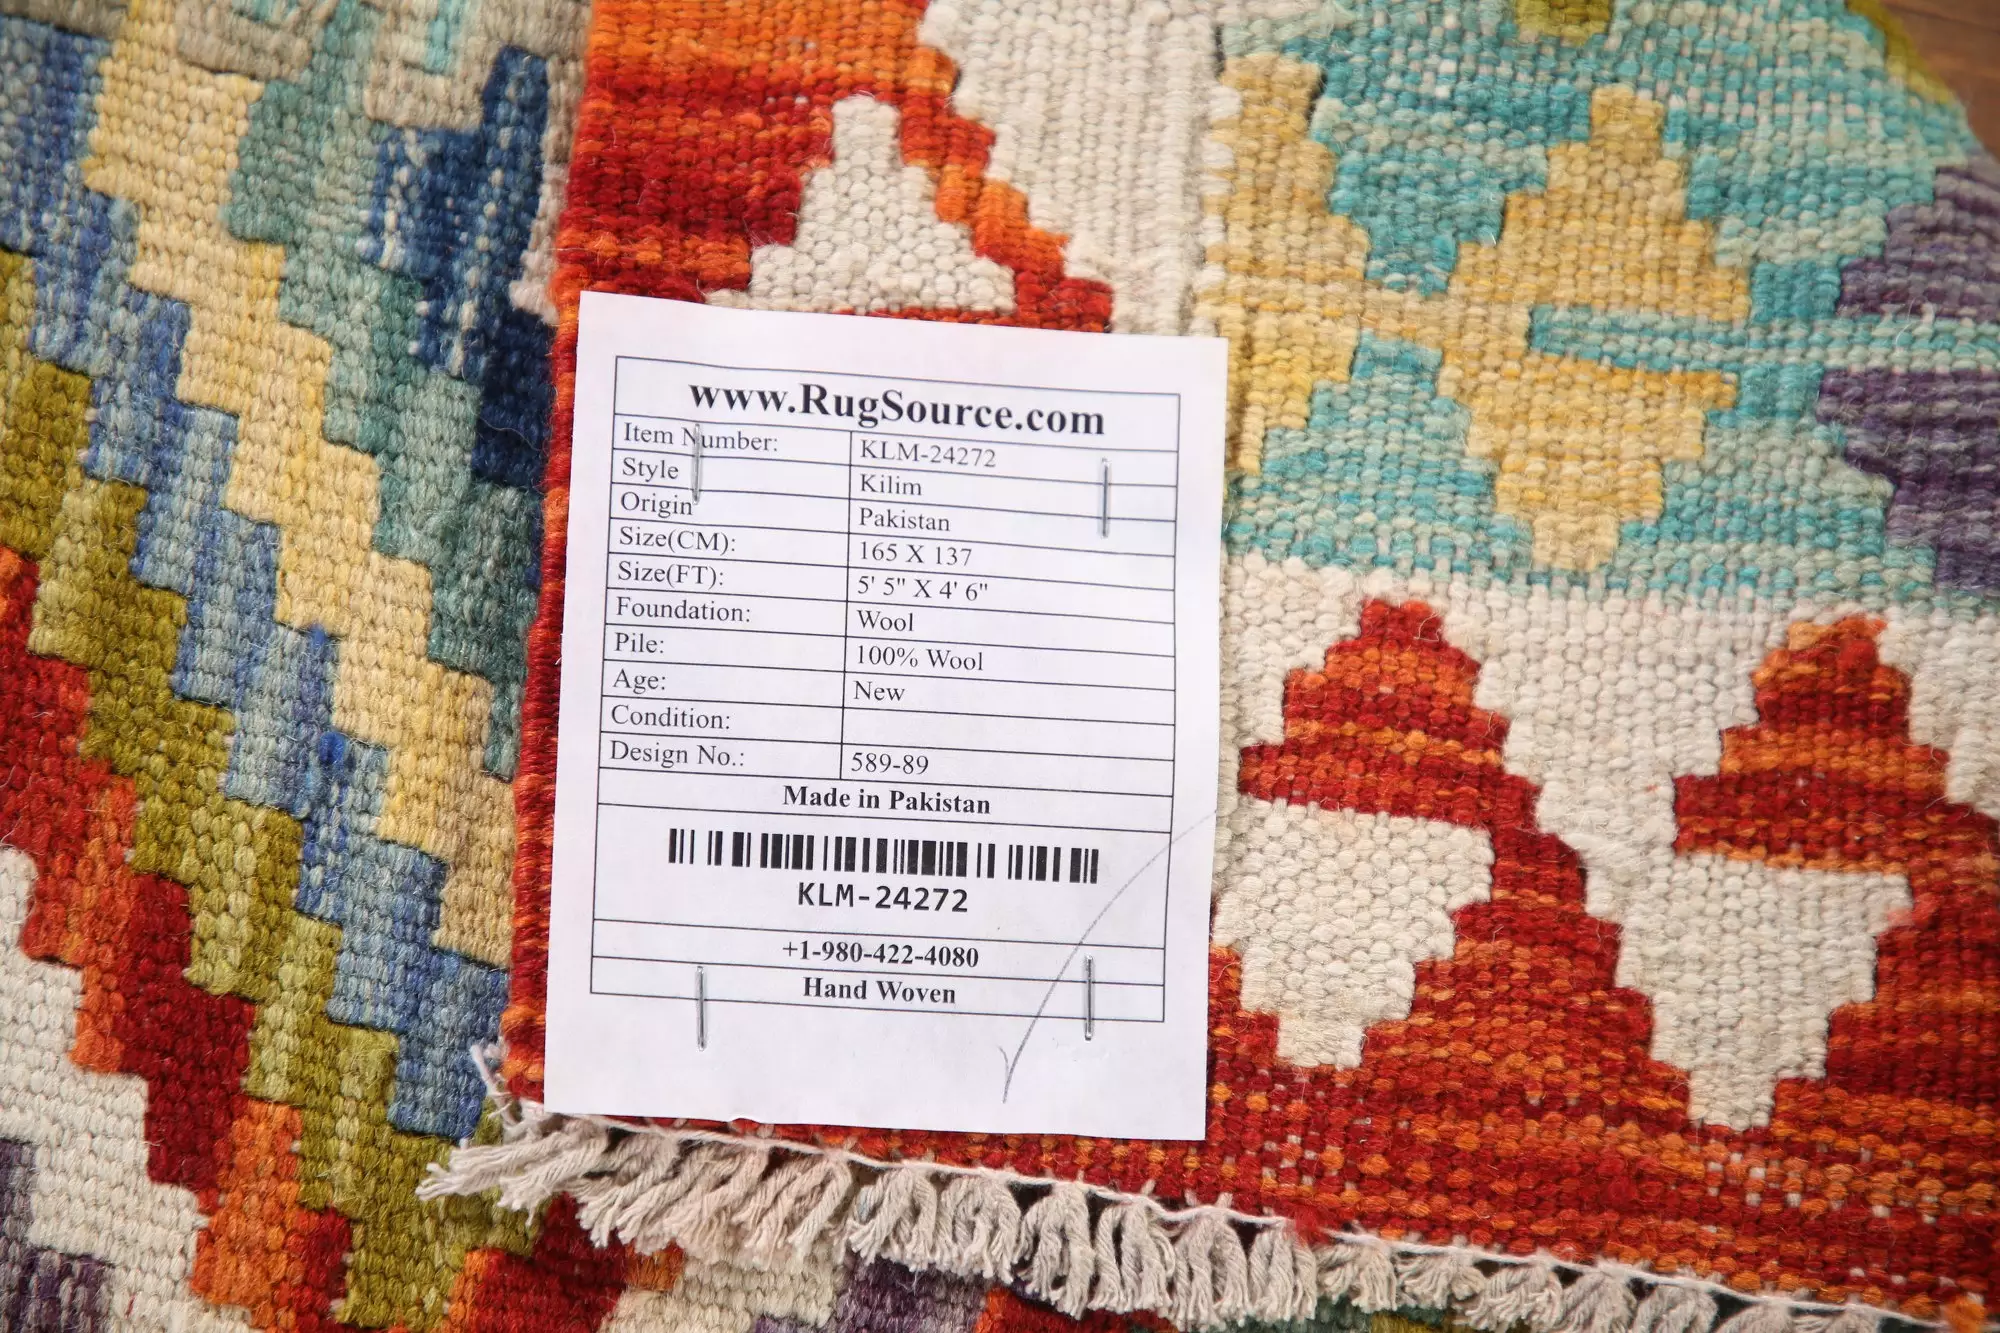 www.RugSource.com
Item Number: KLM-24272
Style Kilim
Origin Pakistan
Size(CM): 165 X 137
Size(FT): 5' 5" X 4' 6"
Foundation: Wool
Pile: 100% Wool
Age: New
Condition:
Design No.: 589-89
Made in Pakistan
KLM-24272
+1-980-422-4080
Hand Woven